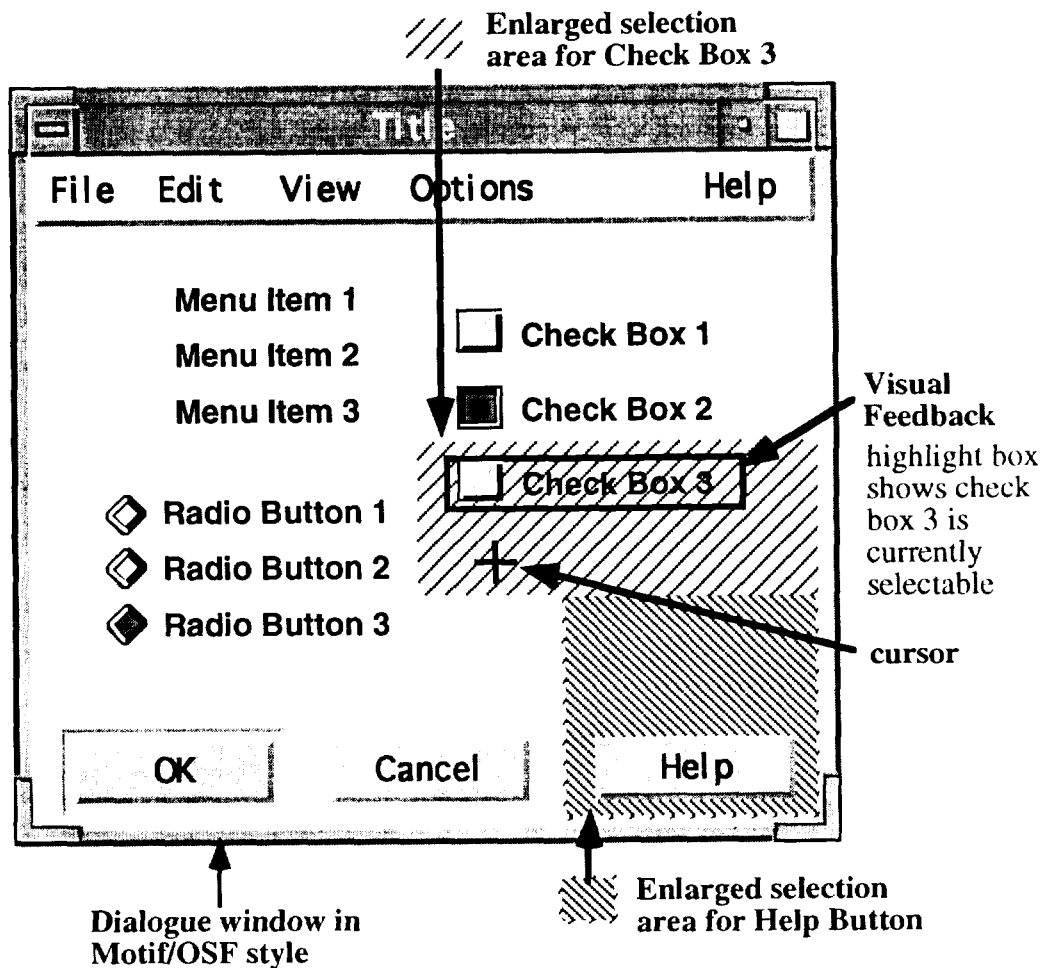 Enlarged selection
area for Check Box 3
Title
File Edit View Options Help
Menu Item 1
Menu Item 2
Menu Item 3
Check Box 1
Check Box 2
Check Box 3
Radio Button 1
Radio Button 2
Radio Button 3
Visual
Feedback
highlight box
shows check
box 3 is
currently
selectable
cursor
OK Cancel Help
Dialogue window in
Motif/OSF style
Enlarged selection
area for Help Button